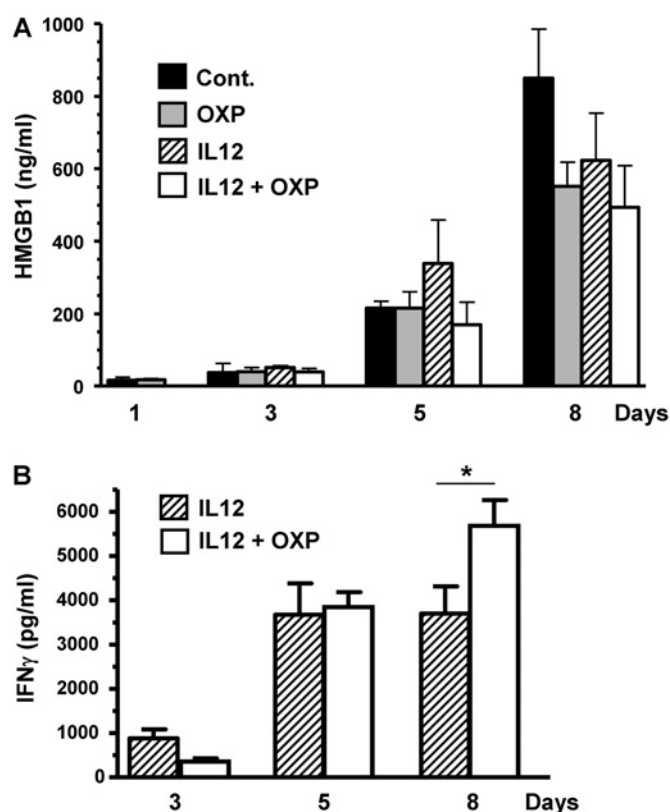 A
HMGB1 (ng/ml)
1000
800
600
400
200
0
Cont.
OXP
IL12
IL12 + OXP
1 3 5 8 Days
B
IFNγ (pg/ml)
6000
5000
4000
3000
2000
1000
0
IL12
IL12 + OXP
*
3 5 8 Days